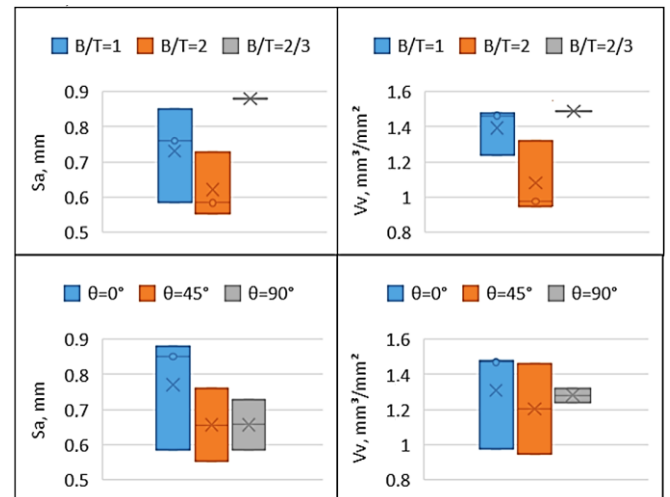 B/T=1 B/T=2 B/T=2/3
0.9
0.8
0.7
0.6
0.5
Sa, mm
B/T=1 B/T=2 B/T=2/3
1.6
1.4
1.2
1
0.8
Vv, mm³/mm²
θ=0° θ=45° θ=90°
0.9
0.8
0.7
0.6
0.5
Sa, mm
θ=0° θ=45° θ=90°
1.6
1.4
1.2
1
0.8
Vv, mm³/mm²